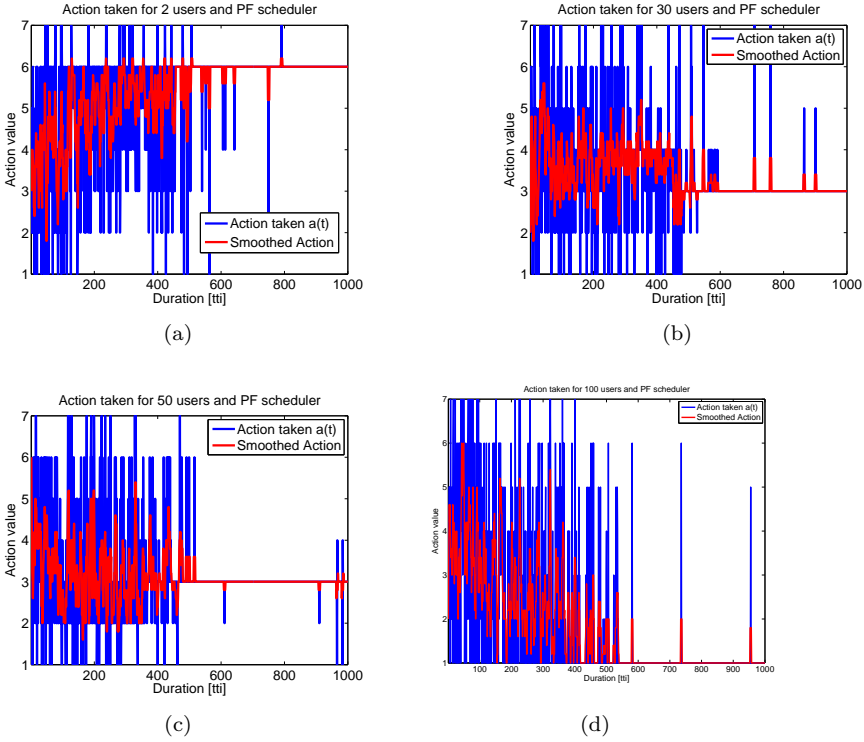 Action taken for 2 users and PF scheduler
7
6
5
4
3
2
1
Action value
Action taken a(t)
Smoothed Action
200 400 600 800 1000
Duration [tti]
(a)
Action taken for 30 users and PF scheduler
7
6
5
4
3
2
1
Action value
Action taken a(t)
Smoothed Action
200 400 600 800 1000
Duration [tti]
(b)
Action taken for 50 users and PF scheduler
7
6
5
4
3
2
1
Action value
Action taken a(t)
Smoothed Action
200 400 600 800 1000
Duration [tti]
(c)
Action taken for 100 users and PF scheduler
7
6
5
4
3
2
1
Action value
Action taken a(t)
Smoothed Action
100 200 300 400 500 600 700 800 900 1000
Duration [tti]
(d)